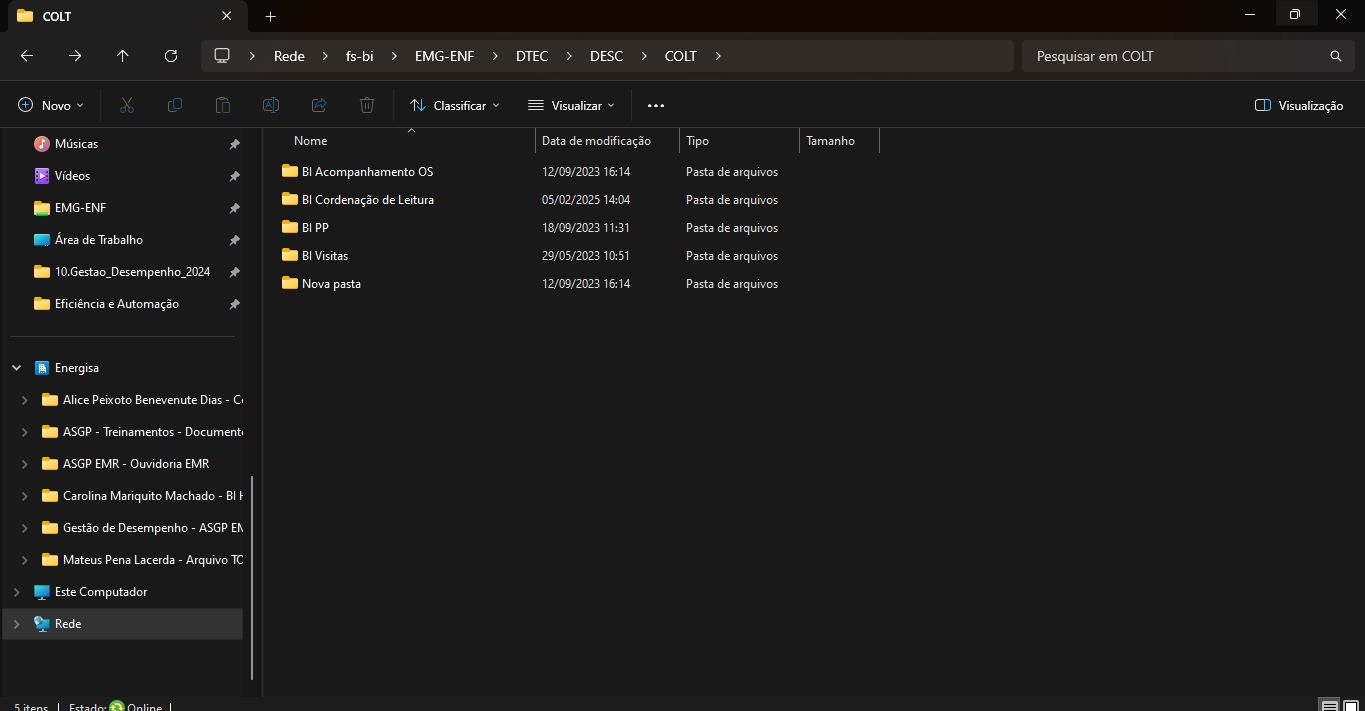 COLT
Rede > fs-bi > EMG-ENF > DTEC > DESC > COLT >
Pesquisar em COLT
Novo
Classificar
Visualizar
Visualização
Músicas
Vídeos
EMG-ENF
Área de Trabalho
10.Gestao_Desempenho_2024
Eficiência e Automação
Energisa
Alice Peixoto Benevenute Dias - C
ASGP - Treinamentos - Document
ASGP EMR - Ouvidoria EMR
Carolina Mariquito Machado - BI
Gestão de Desempenho - ASGP
Mateus Pena Lacerda - Arquivo
Este Computador
Rede
Nome Data de modificação Tipo Tamanho
BI Acompanhamento OS 12/09/2023 16:14 Pasta de arquivos
BI Cordenação de Leitura 05/02/2025 14:04 Pasta de arquivos
BI PP 18/09/2023 11:31 Pasta de arquivos
BI Visitas 29/05/2023 10:51 Pasta de arquivos
Nova pasta 12/09/2023 16:14 Pasta de arquivos
5 itens | Estado: Online |